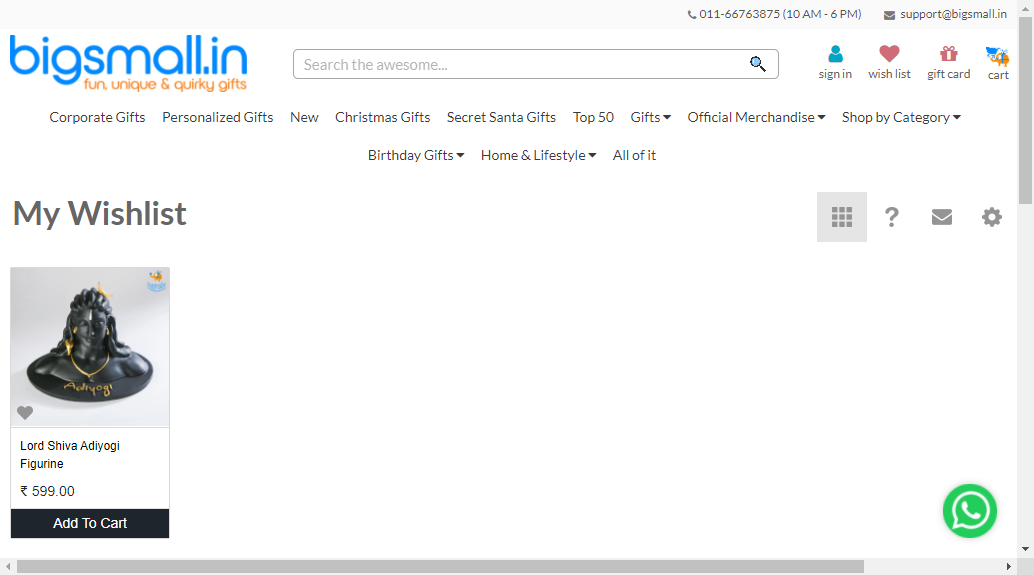 011-66763875 (10 AM - 6 PM) support@bigsmall.in
bigsmall.in
fun, unique & quirky gifts
Search the awesome...
sign in wish list gift card cart
Corporate Gifts Personalized Gifts New Christmas Gifts Secret Santa Gifts Top 50 Gifts Official Merchandise Shop by Category
Birthday Gifts Home & Lifestyle All of it
My Wishlist
?
Adiyogi
Lord Shiva Adiyogi
Figurine
₹ 599.00
Add To Cart